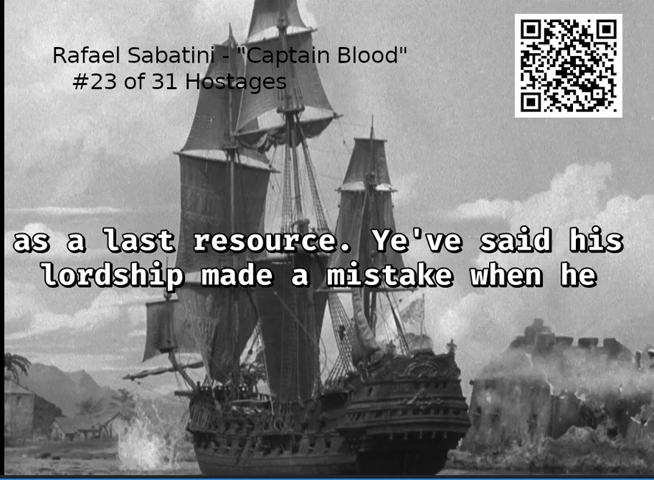 Rafael Sabatini - "Captain Blood"
#23 of 31 Hostages
as a last resource. Ye've said his
lordship made a mistake when he